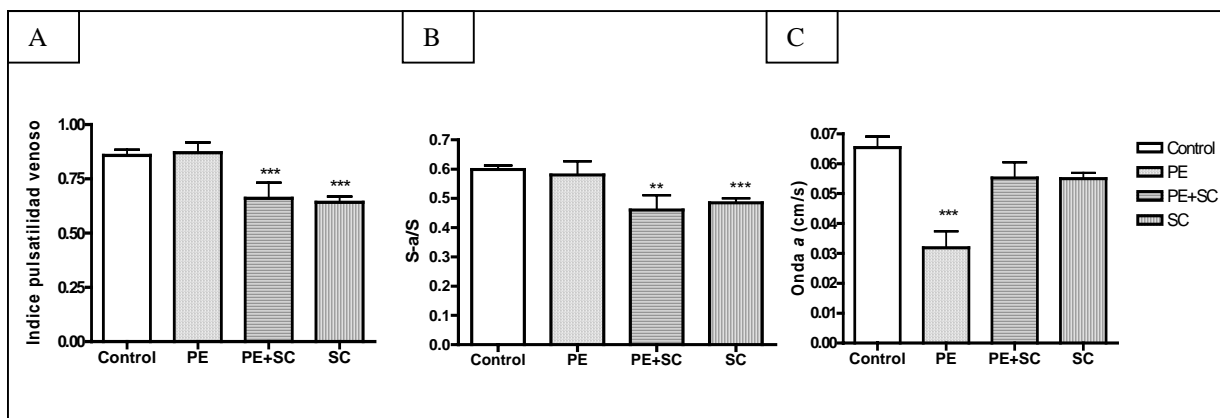 A
B
C
Indice pulsatilidad venoso
1.00
0.75
0.50
0.25
0.00
***
***
Control
PE
PE+SC
SC
S-a/S
0.7
0.6
0.5
0.4
0.3
0.2
0.1
0.0
**
***
Control
PE
PE+SC
SC
Onda a (cm/s)
0.07
0.06
0.05
0.04
0.03
0.02
0.01
0.00
***
Control
PE
PE+SC
SC
Control
PE
PE+SC
SC